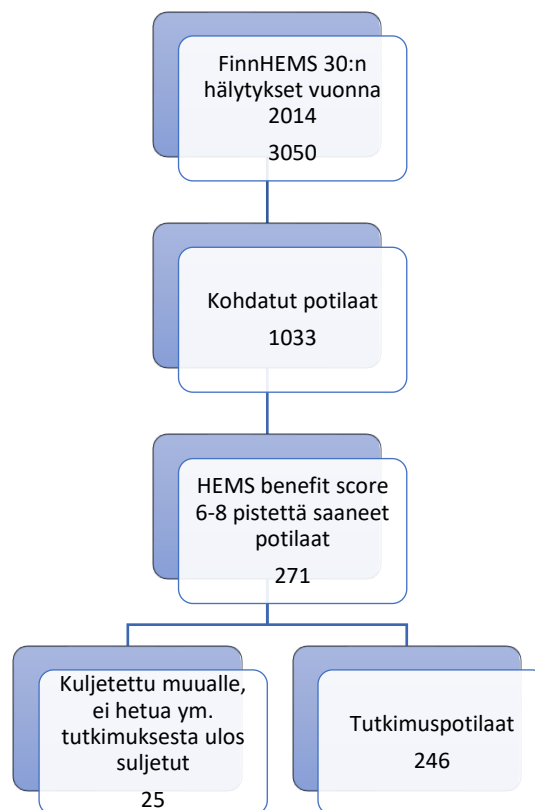 FinnHEMS 30:n
hälytykset vuonna
2014
3050
Kohdatut potilaat
1033
HEMS benefit score
6-8 pistettä saaneet
potilaat
271
Kuljetettu muualle,
ei hetua ym.
tutkimuksesta ulos
suljetut
25
Tutkimuspotilaat
246